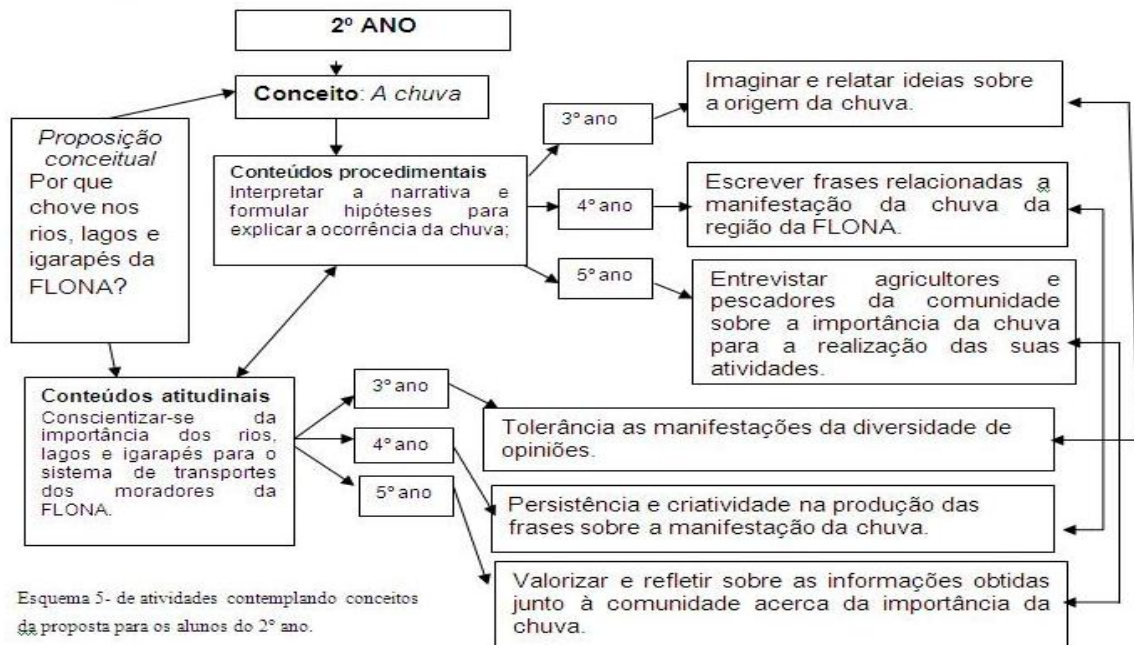 2º ANO
Conceito: A chuva
Proposição
conceitual
Por que
chove nos
rios, lagos e
igarapés da
FLONA?
Conteúdos procedimentais
Interpretar a narrativa e
formular hipóteses para
explicar a ocorrência da chuva;
3º ano
Imaginar e relatar ideias sobre
a origem da chuva.
4º ano
Escrever frases relacionadas a
manifestação da chuva da
região da FLONA.
5º ano
Entrevistar agricultores e
pescadores da comunidade
sobre a importância da chuva
para a realização das suas
atividades.
Conteúdos atitudinais
Conscientizar-se da
importância dos rios,
lagos e igarapés para o
sistema de transportes
dos moradores da
FLONA.
3º ano
Tolerância as manifestações da diversidade de
opiniões.
4º ano
Persistência e criatividade na produção das
frases sobre a manifestação da chuva.
5º ano
Valorizar e refletir sobre as informações obtidas
junto à comunidade acerca da importância da
chuva.
Esquema 5- de atividades contemplando conceitos
da proposta para os alunos do 2º ano.